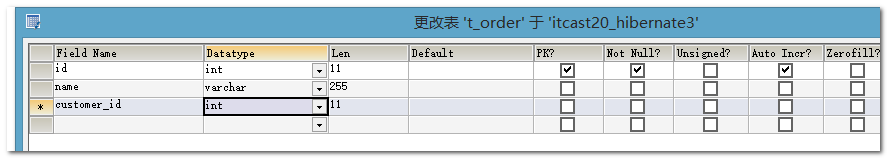 更改表 't_order' 于 'itcast20_hibernate3'
Field Name Datatype Len Default PK? Not Null? Unsigned? Auto Incr? Zerofill?
id int 11
name varchar 255
* customer_id int 11